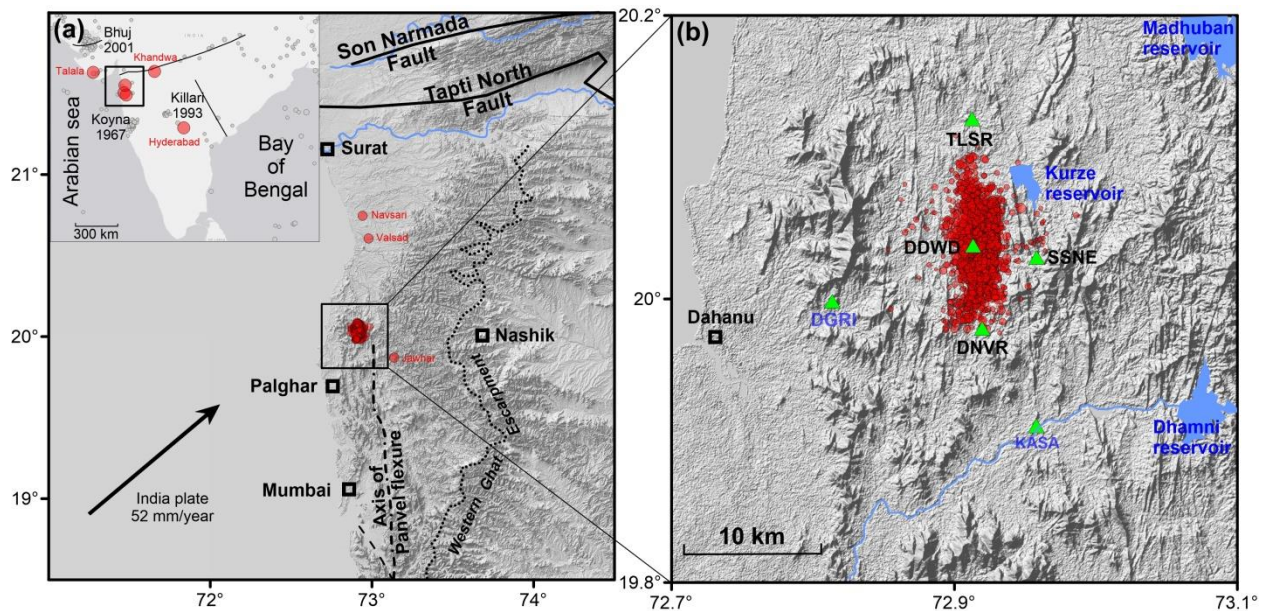 (a)
Bhuj
2001
Talala
Khandwa
Koyna
1967
Killari
1993
Hyderabad
Arabian sea
Bay
of
Bengal
300 km
Son Narmada
Fault
Tapti North
Fault
Surat
Navsari
Valsad
Nashik
Jawhar
Palghar
Mumbai
Axis of
Panvel flexure
Western Ghat
Escarpment
India plate
52 mm/year
21°
20°
19°
72
73
74
(b)
20.2°
20°
19.8°
Madhuban
reservoir
TLSR
Kurze
reservoir
DDWD
SSNE
DGRI
Dahanu
DNVR
KASA
Dhamni
reservoir
10 km
72.7°
72.9°
73.1°